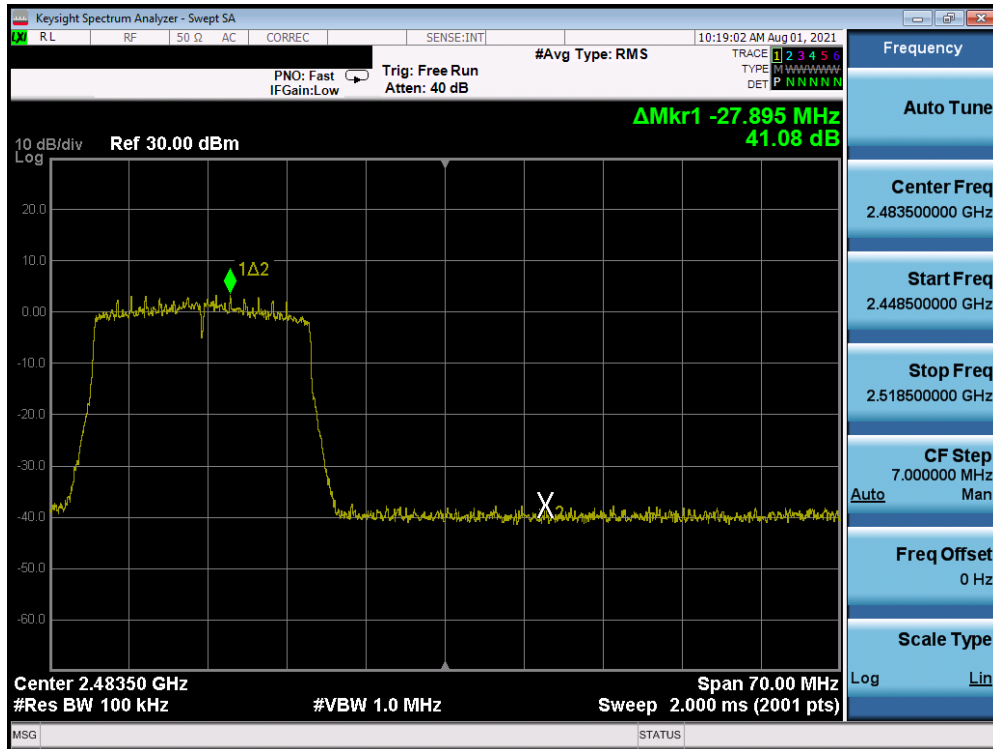 Keysight Spectrum Analyzer - Swept SA
LXI RL RF 50 Ω AC CORREC SENSE:INT 10:19:02 AM Aug 01, 2021
PNO: Fast
IFGain:Low
Trig: Free Run
Atten: 40 dB
#Avg Type: RMS
TRACE 1 2 3 4 5 6
TYPE M WWWWW
DET P N N N N N
ΔMkr1 -27.895 MHz
41.08 dB
10 dB/div Ref 30.00 dBm
Log
20.0
10.0
1Δ2
0.00
-10.0
-20.0
-30.0
X2
-40.0
-50.0
-60.0
Center 2.48350 GHz Span 70.00 MHz
#Res BW 100 kHz #VBW 1.0 MHz Sweep 2.000 ms (2001 pts)
MSG STATUS
Frequency
Auto Tune
Center Freq
2.483500000 GHz
Start Freq
2.448500000 GHz
Stop Freq
2.518500000 GHz
CF Step
7.000000 MHz
Auto Man
Freq Offset
0 Hz
Scale Type
Log Lin